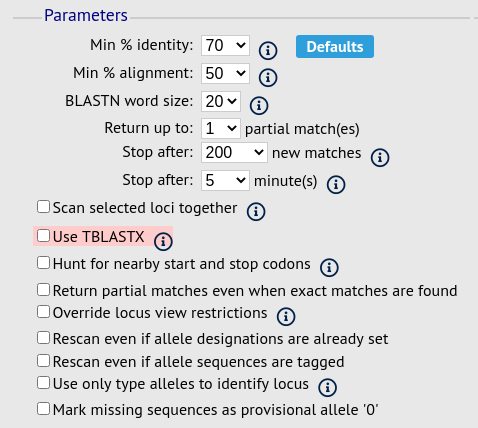 Parameters
Min % identity: 70 Defaults
Min % alignment: 50
BLASTN word size: 20
Return up to: 1 partial match(es)
Stop after: 200 new matches
Stop after: 5 minute(s)
Scan selected loci together
Use TBLASTX
Hunt for nearby start and stop codons
Return partial matches even when exact matches are found
Override locus view restrictions
Rescan even if allele designations are already set
Rescan even if allele sequences are tagged
Use only type alleles to identify locus
Mark missing sequences as provisional allele '0'